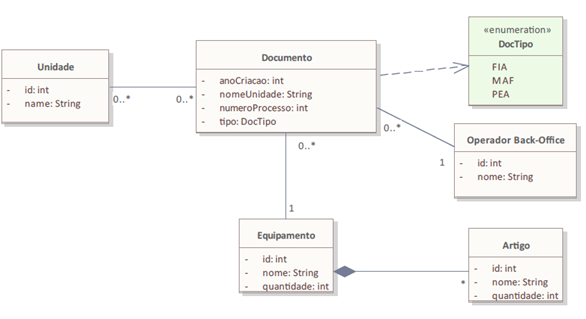 «enumeration»
DocTipo
FIA
MAF
PEA
Unidade
- id: int
- name: String
0..*
0..*
Documento
- anoCriacao: int
- nomeUnidade: String
- numeroProcesso: int
- tipo: DocTipo
0..*
1
Operador Back-Office
- id: int
- nome: String
0..*
1
Equipamento
- id: int
- nome: String
- quantidade: int
*
Artigo
- id: int
- nome: String
- quantidade: int